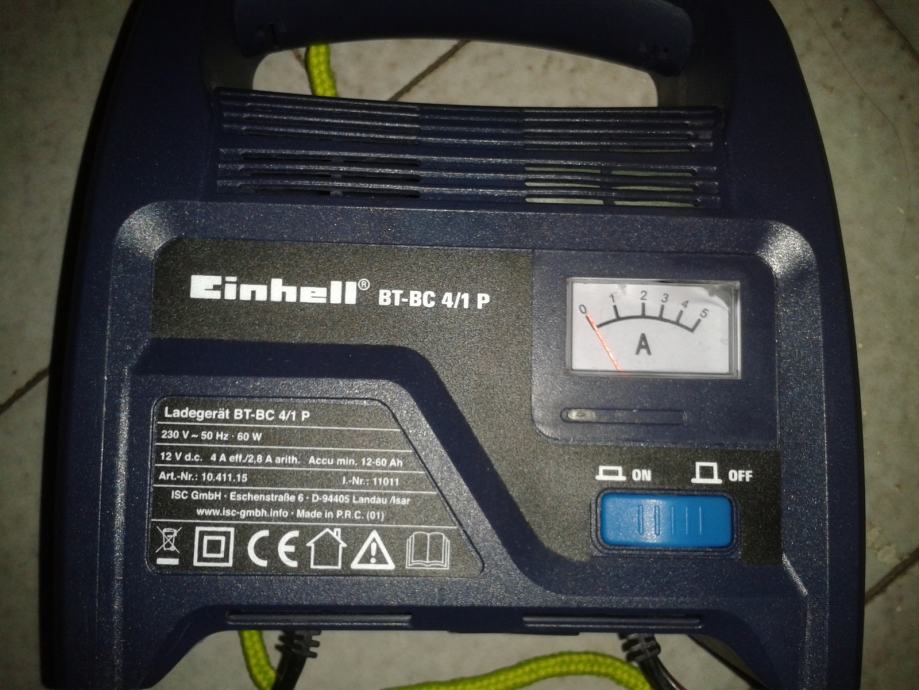 Einhell® BT-BC 4/1 P
0 1 2 3 4 5
A
ON OFF
Ladegerät BT-BC 4/1 P
230 V ~ 50 Hz · 60 W
12 V d.c. 4 A eff./2,8 A arith. Accu min. 12-60 Ah
Art.-Nr.: 10.411.15 I.-Nr.: 11011
ISC GmbH · Eschenstraße 6 · D-94405 Landau /Isar
www.isc-gmbh.info · Made in P.R.C. (01)
CE